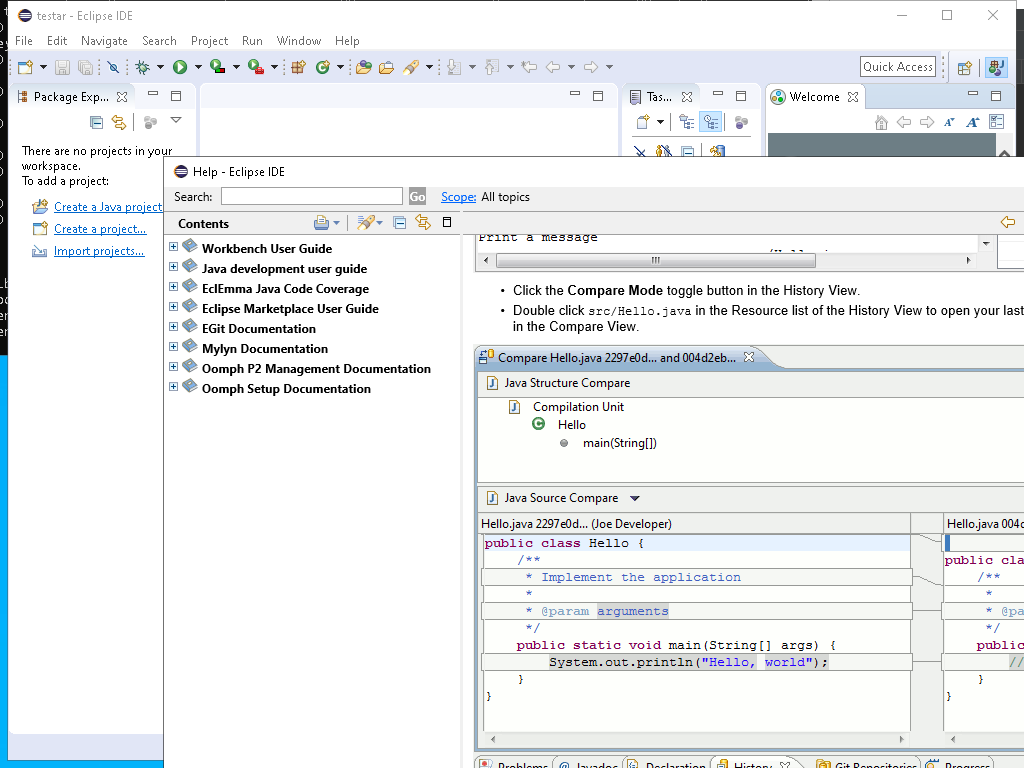 testar - Eclipse IDE
File Edit Navigate Search Project Run Window Help
Quick Access
Package Exp...
Tas...
Welcome
There are no projects in your
workspace.
To add a project:
Create a Java project
Create a project...
Import projects...
Help - Eclipse IDE
Search:
Go
Scope: All topics
Contents
Workbench User Guide
Java development user guide
EclEmma Java Code Coverage
Eclipse Marketplace User Guide
EGit Documentation
Mylyn Documentation
Oomph P2 Management Documentation
Oomph Setup Documentation
Print a message
• Click the Compare Mode toggle button in the History View.
• Double click src/Hello.java in the Resource list of the History View to open your last
in the Compare View.
Compare Hello.java 2297e0d... and 004d2eb...
Java Structure Compare
Compilation Unit
Hello
main(String[])
Java Source Compare
Hello.java 2297e0d... (Joe Developer)
public class Hello {
/**
* Implement the application
*
* @param arguments
*/
public static void main(String[] args) {
System.out.println("Hello, world");
}
}
Hello.java 004
public cla
/**
*
* @pa
*/
public
//
}
}
Problems @ Javadoc Declaration History Git Repositories Progress